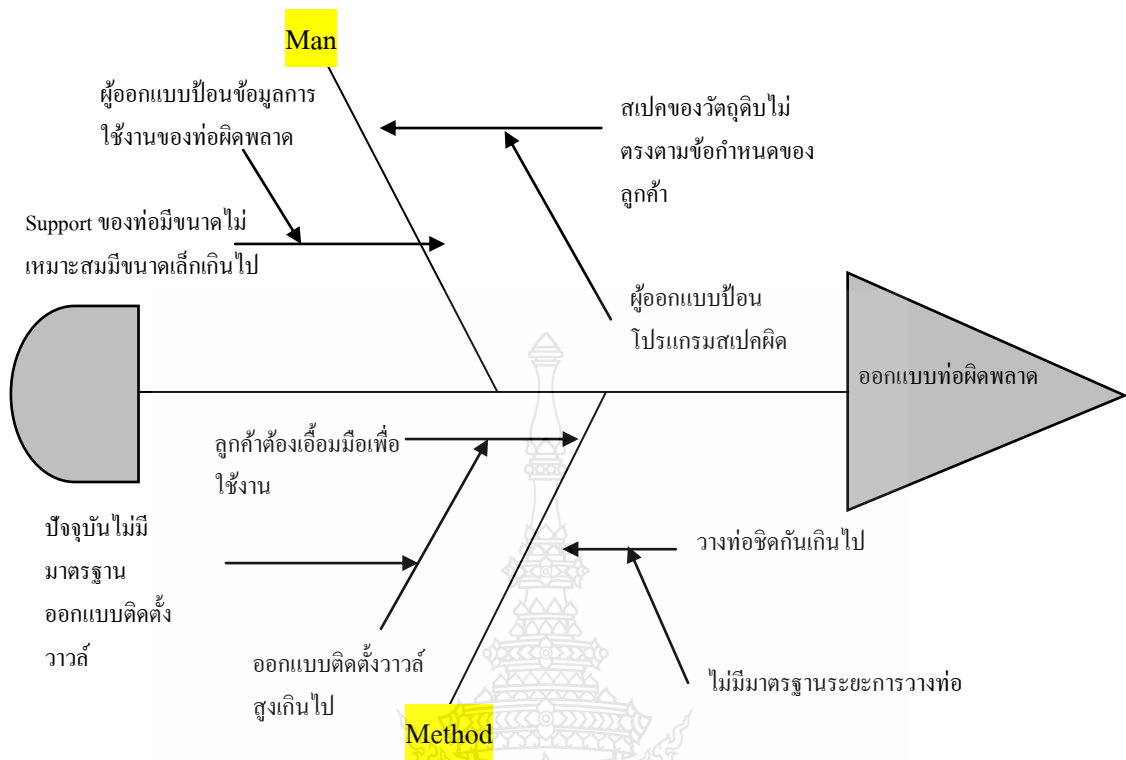 Man
ผู้ออกแบบป้อนข้อมูลการ
ใช้งานของท่อผิดพลาด
สเปคของวัตถุดิบไม่
ตรงตามข้อกำหนดของ
ลูกค้า
Support ของท่อมีขนาดไม่
เหมาะสมมีขนาดเล็กเกินไป
ผู้ออกแบบป้อน
โปรแกรมสเปคผิด
ออกแบบท่อผิดพลาด
ลูกค้าต้องเอื้อมมือเพื่อ
ใช้งาน
ปัจจุบันไม่มี
มาตรฐาน
ออกแบบติดตั้ง
วาวล์
วางท่อชิดกันเกินไป
ออกแบบติดตั้งวาวล์
สูงเกินไป
ไม่มีมาตรฐานระยะการวางท่อ
Method